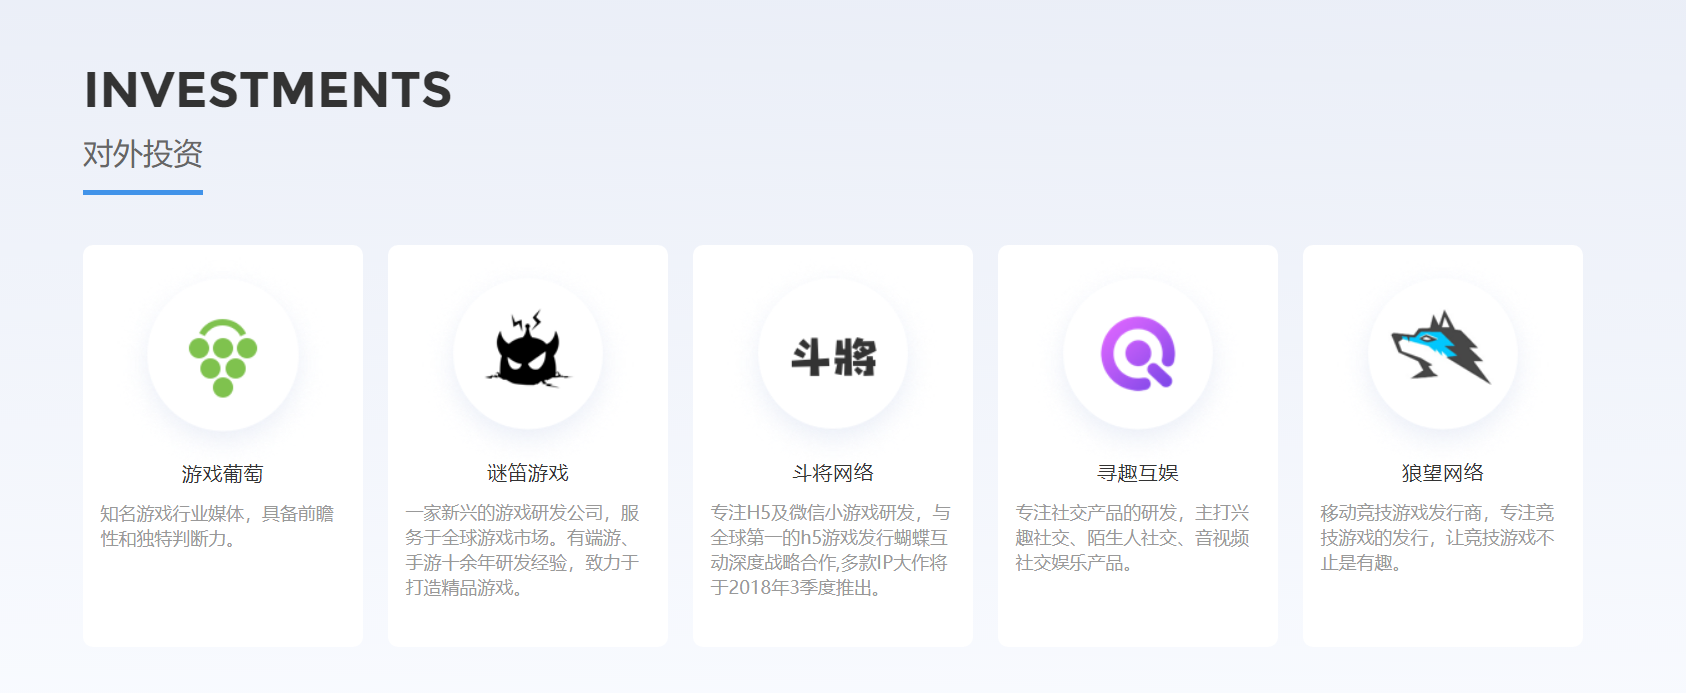 INVESTMENTS
对外投资
斗將
游戏葡萄
知名游戏行业媒体，具备前瞻
性和独特判断力。
谜笛游戏
一家新兴的游戏研发公司，服
务于全球游戏市场。有端游、
手游十余年研发经验，致力于
打造精品游戏。
斗将网络
专注H5及微信小游戏研发，与
全球第一的h5游戏发行蝴蝶互
动深度战略合作,多款IP大作将
于2018年3季度推出。
寻趣互娱
专注社交产品的研发，主打兴
趣社交、陌生人社交、音视频
社交娱乐产品。
狼望网络
移动竞技游戏发行商，专注竞
技游戏的发行，让竞技游戏不
止是有趣。